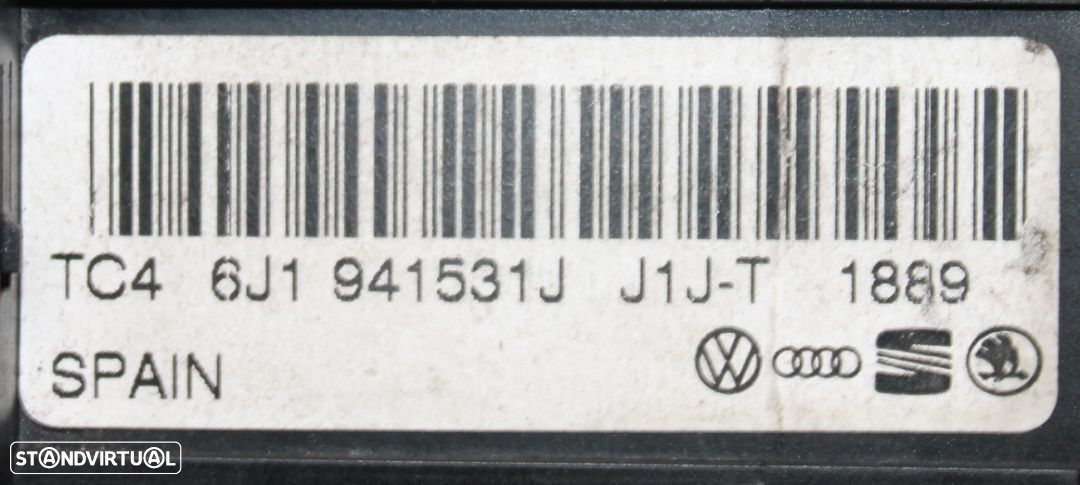 TC4 6J1 941531J J1J-T 1889
SPAIN
STANDVIRTUAL